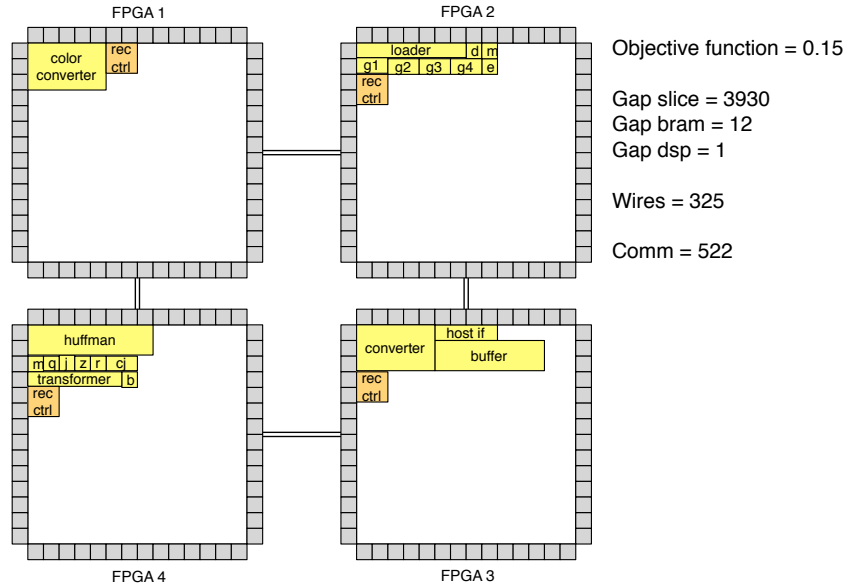 FPGA 1
color
converter
rec
ctrl
FPGA 2
loader
d
m
g1
g2
g3
g4
e
rec
ctrl
Objective function = 0.15
Gap slice = 3930
Gap bram = 12
Gap dsp = 1
Wires = 325
Comm = 522
huffman
m
q
j
z
r
cj
transformer
b
rec
ctrl
FPGA 4
converter
host if
buffer
rec
ctrl
FPGA 3